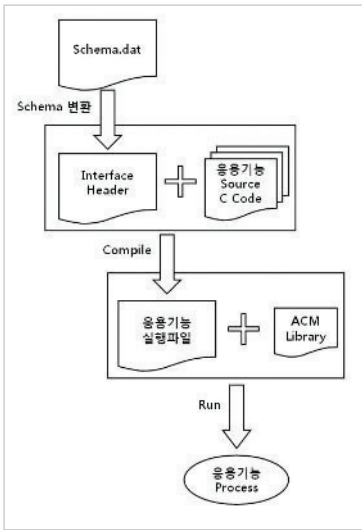 Schema.dat
Schema 변환
Interface
Header
응용기능
Source
C Code
Compile
응용기능
실행파일
ACM
Library
Run
응용기능
Process